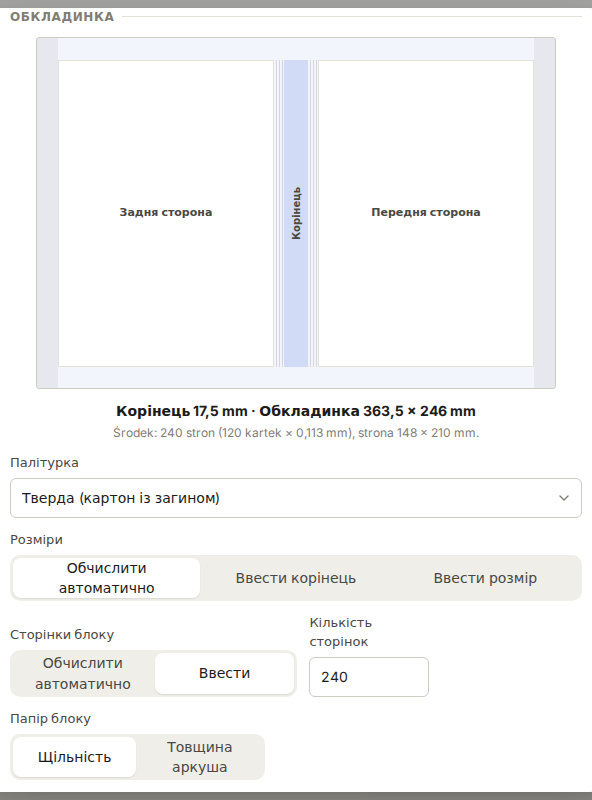 ОБКЛАДИНКА
Задня сторона
Корінець
Передня сторона
Корінець 17,5 mm · Обкладинка 363,5 × 246 mm
Środek: 240 stron (120 kartek × 0,113 mm), strona 148 × 210 mm.
Палітурка
Тверда (картон із загином)
Розміри
Обчислити
автоматично
Ввести корінець
Ввести розмір
Сторінки блоку
Обчислити
автоматично
Ввести
Кількість
сторінок
240
Папір блоку
Щільність
Товщина
аркуша